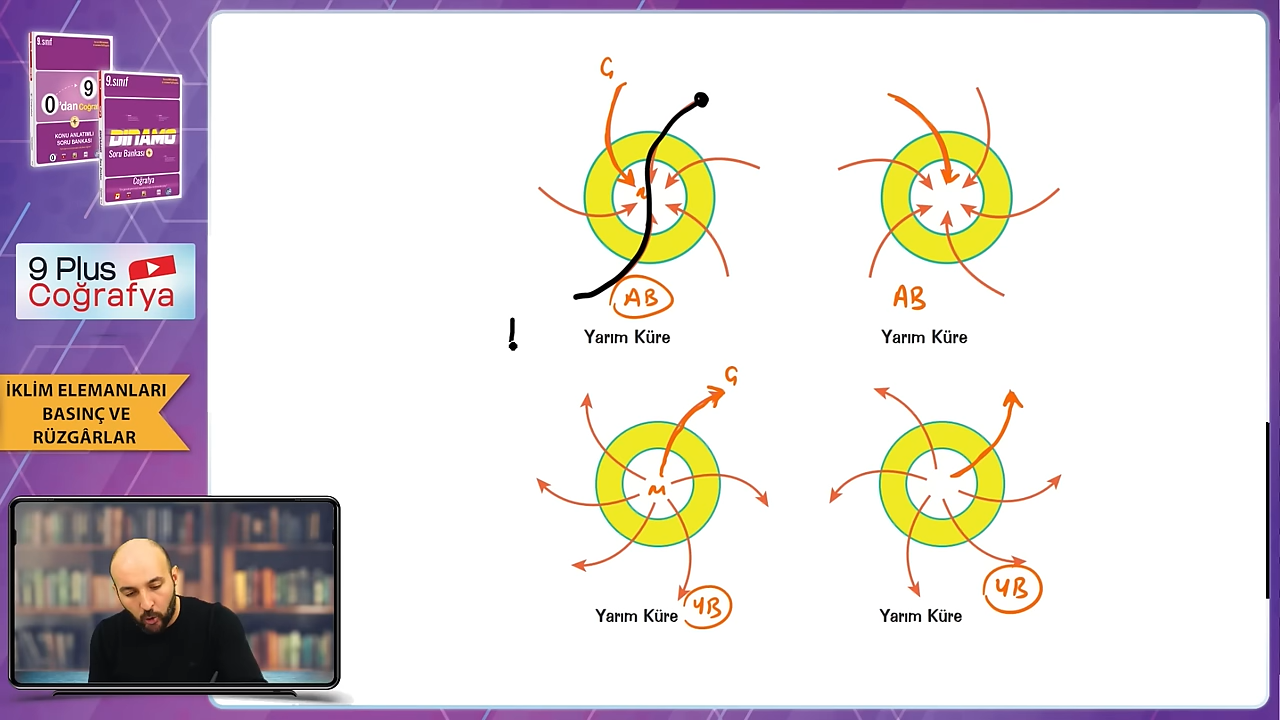 9.sınıf
0
9
'dan Coğrafya
KONU ANLATIMLI
SORU BANKASI
9.sınıf
DİNAMO
Soru Bankası
Coğrafya
9 Plus
Coğrafya
İKLİM ELEMANLARI
BASINÇ VE
RÜZGÂRLAR
G
AB
AB
!
Yarım Küre
Yarım Küre
G
M
Yarım Küre
YB
Yarım Küre
YB